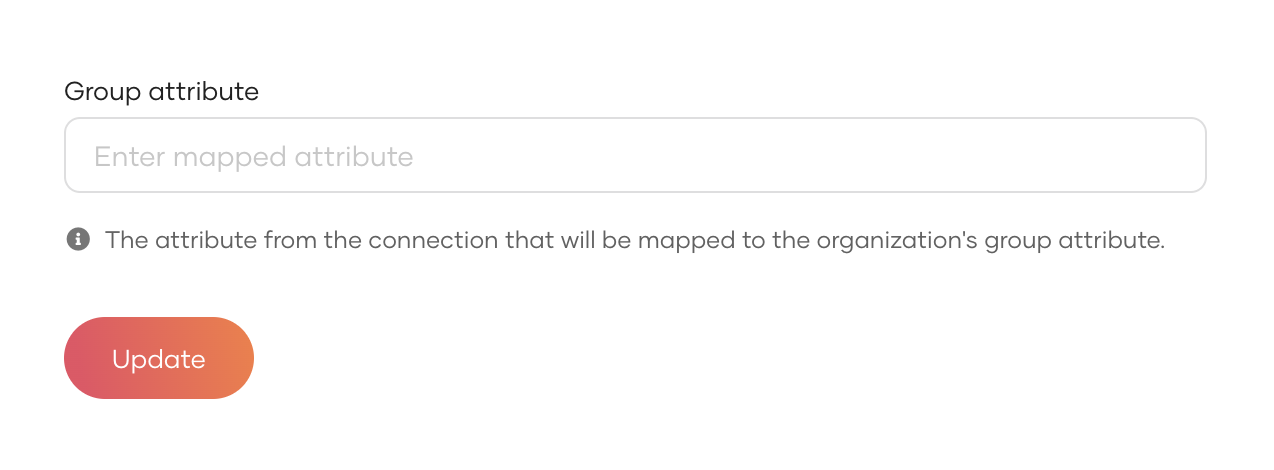 Group attribute
Enter mapped attribute
The attribute from the connection that will be mapped to the organization's group attribute.
Update